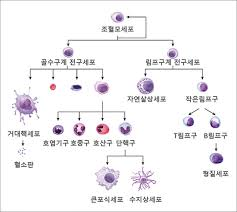 조혈모세포
골수구계 전구세포
림프구계 전구세포
자연살상세포
작은림프구
거대핵세포
호염기구
호중구
호산구
단핵구
T림프구
B림프구
혈소판
형질세포
큰포식세포
수지상세포